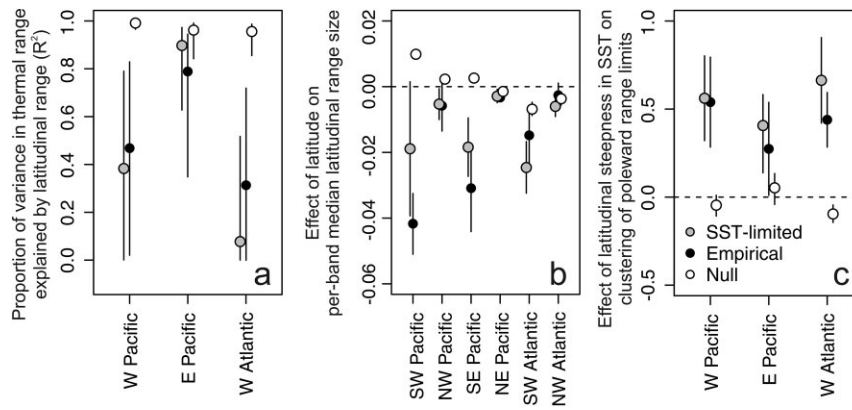 Proportion of variance in thermal range
explained by latitudinal range (R²)
1.0
0.8
0.6
0.4
0.2
0.0
a
W Pacific
E Pacific
W Atlantic
Effect of latitude on
per-band median latitudinal range size
0.02
0.00
-0.02
-0.04
-0.06
b
SW Pacific
NW Pacific
SE Pacific
NE Pacific
SW Atlantic
NW Atlantic
Effect of latitudinal steepness in SST on
clustering of poleward range limits
1.0
0.5
0.0
-0.5
SST-limited
Empirical
Null
c
W Pacific
E Pacific
W Atlantic